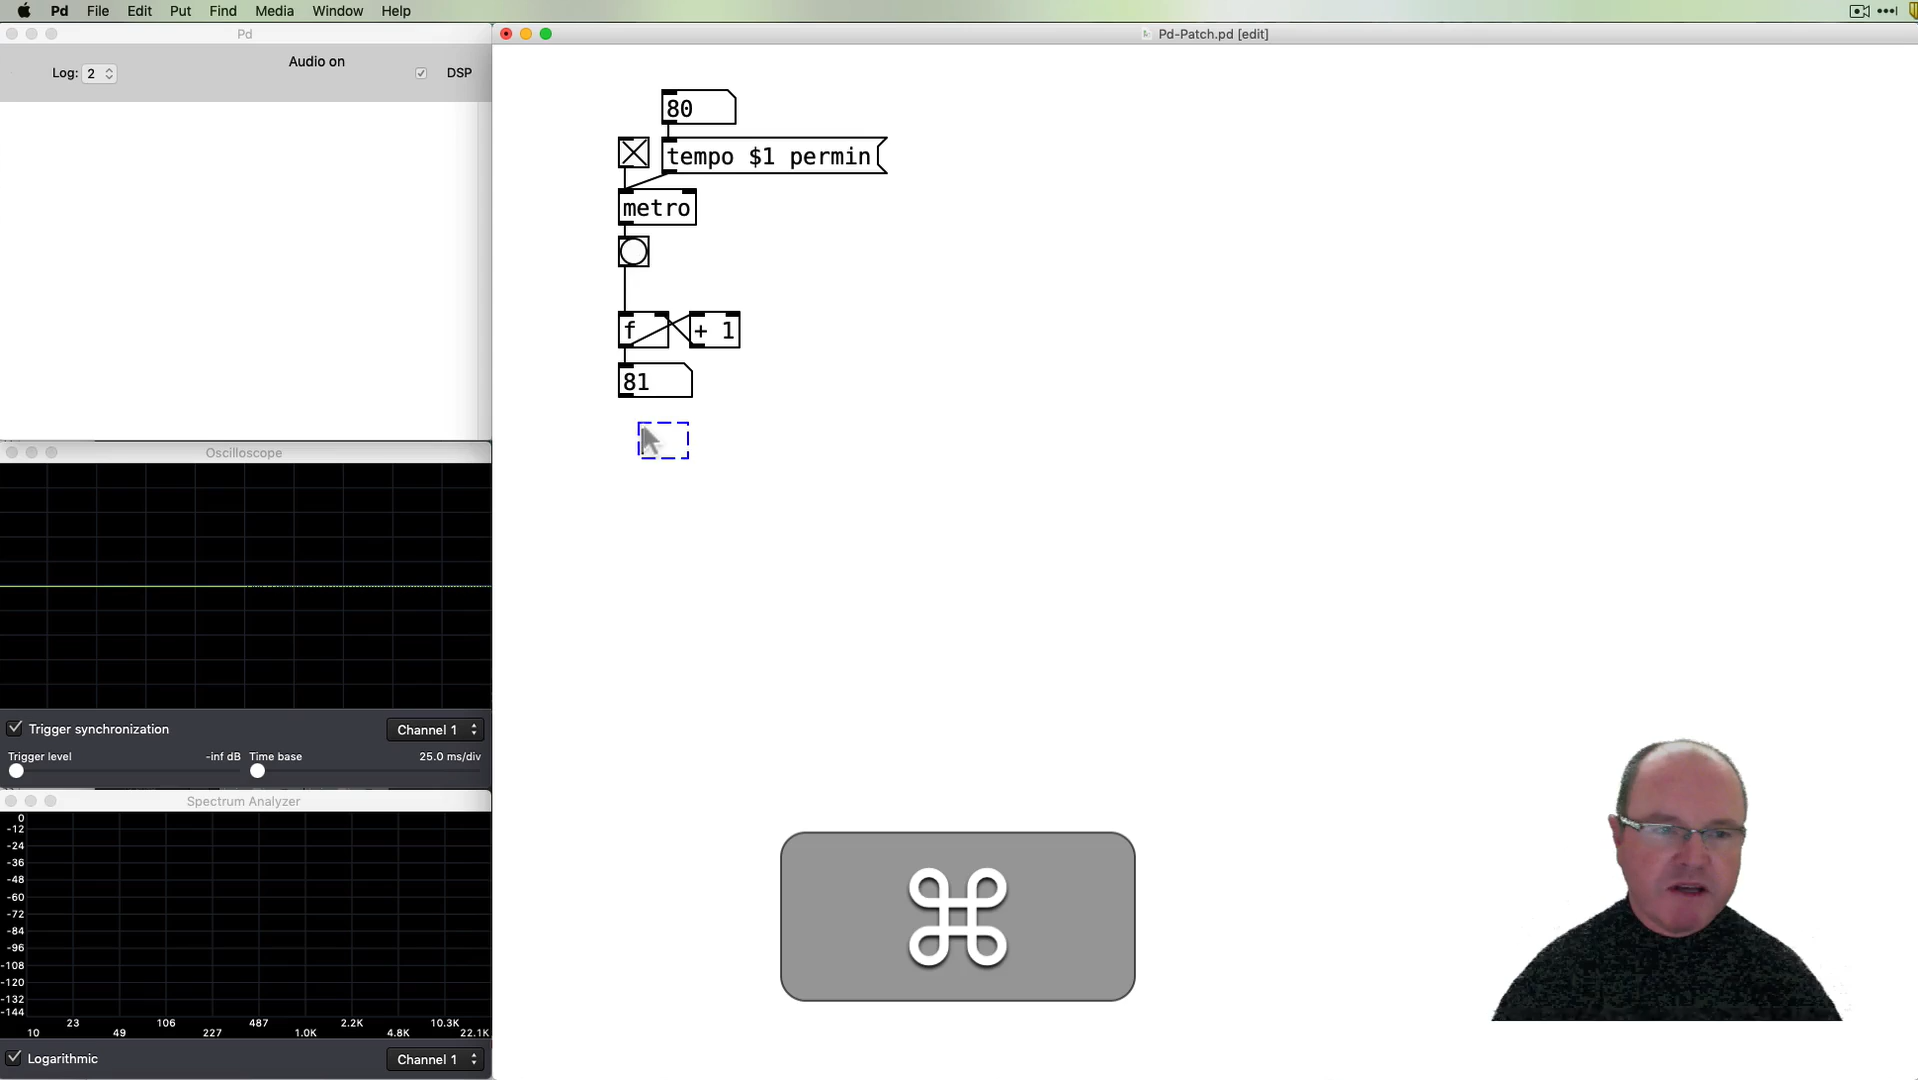 Pd File Edit Put Find Media Window Help
Pd
Log: 2
Audio on
DSP
Pd-Patch.pd [edit]
80
tempo $1 permin
metro
f
+ 1
81
Oscilloscope
Trigger synchronization
Channel 1
Trigger level
-inf dB
Time base
25.0 ms/div
Spectrum Analyzer
0
-12
-24
-36
-48
-60
-72
-84
-96
-108
-120
-132
-144
23 106 487 2.2K 10.3K
10 49 227 1.0K 4.8K 22.1K
Logarithmic
Channel 1
⌘